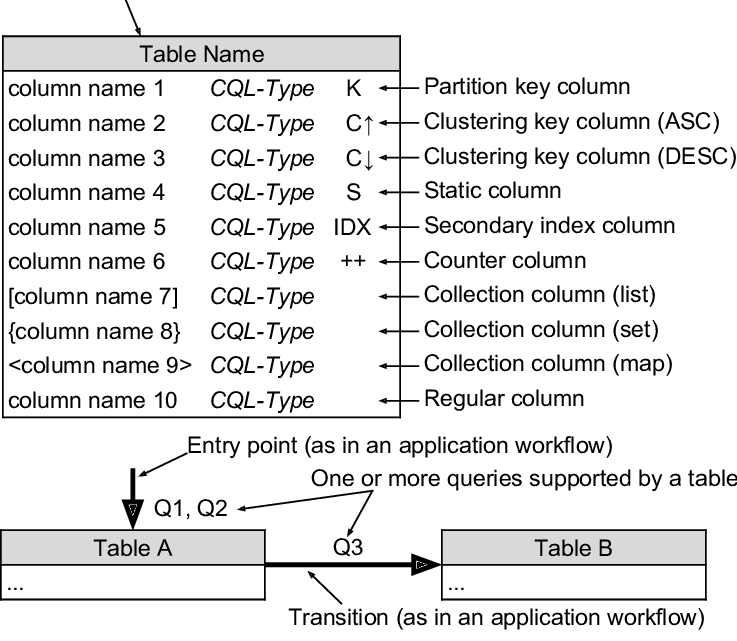 Table Name
column name 1 CQL-Type K Partition key column
column name 2 CQL-Type C↑ Clustering key column (ASC)
column name 3 CQL-Type C↓ Clustering key column (DESC)
column name 4 CQL-Type S Static column
column name 5 CQL-Type IDX Secondary index column
column name 6 CQL-Type ++ Counter column
[column name 7] CQL-Type Collection column (list)
{column name 8} CQL-Type Collection column (set)
<column name 9> CQL-Type Collection column (map)
column name 10 CQL-Type Regular column
Entry point (as in an application workflow)
One or more queries supported by a table
Q1, Q2
Table A Q3 Table B
... ...
Transition (as in an application workflow)